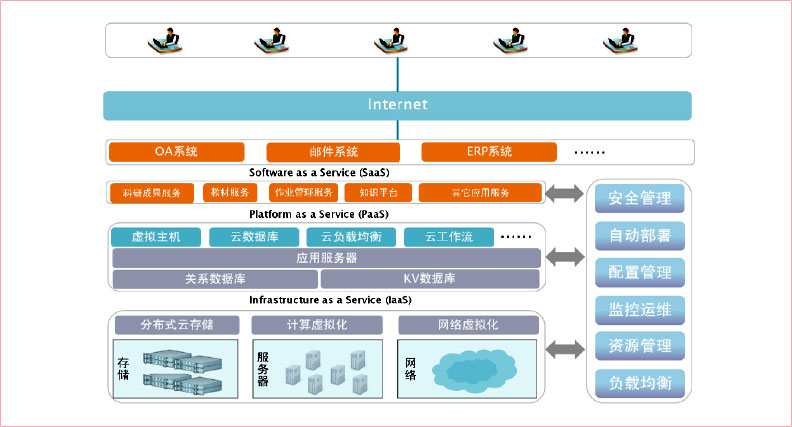 Internet
OA系统 邮件系统 ERP系统 ······
Software as a Service (SaaS)
科研成果服务 教材服务 作业管理服务 知识平台 其它应用服务
Platform as a Service (PaaS)
虚拟主机 云数据库 云负载均衡 云工作流 ······
应用服务器
关系数据库 KV数据库
Infrastructure as a Service (IaaS)
分布式云存储 计算虚拟化 网络虚拟化
存储 服务器 网络
安全管理
自动部署
配置管理
监控运维
资源管理
负载均衡